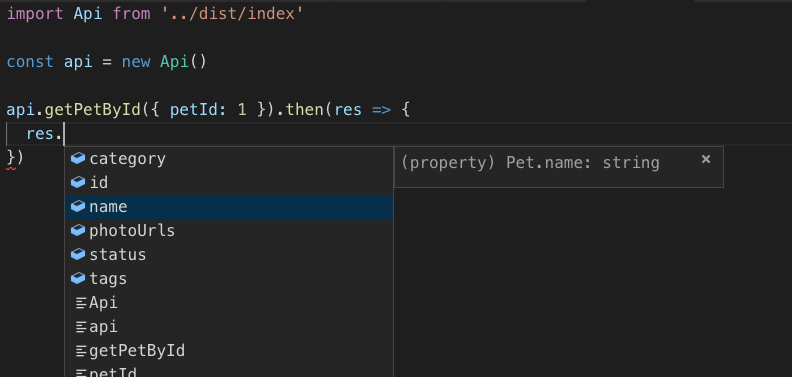 import Api from '../dist/index'
const api = new Api()
api.getPetById({ petId: 1 }).then(res => {
res.
})
category
(property) Pet.name: string ×
id
name
photoUrls
status
tags
Api
api
getPetById
petId